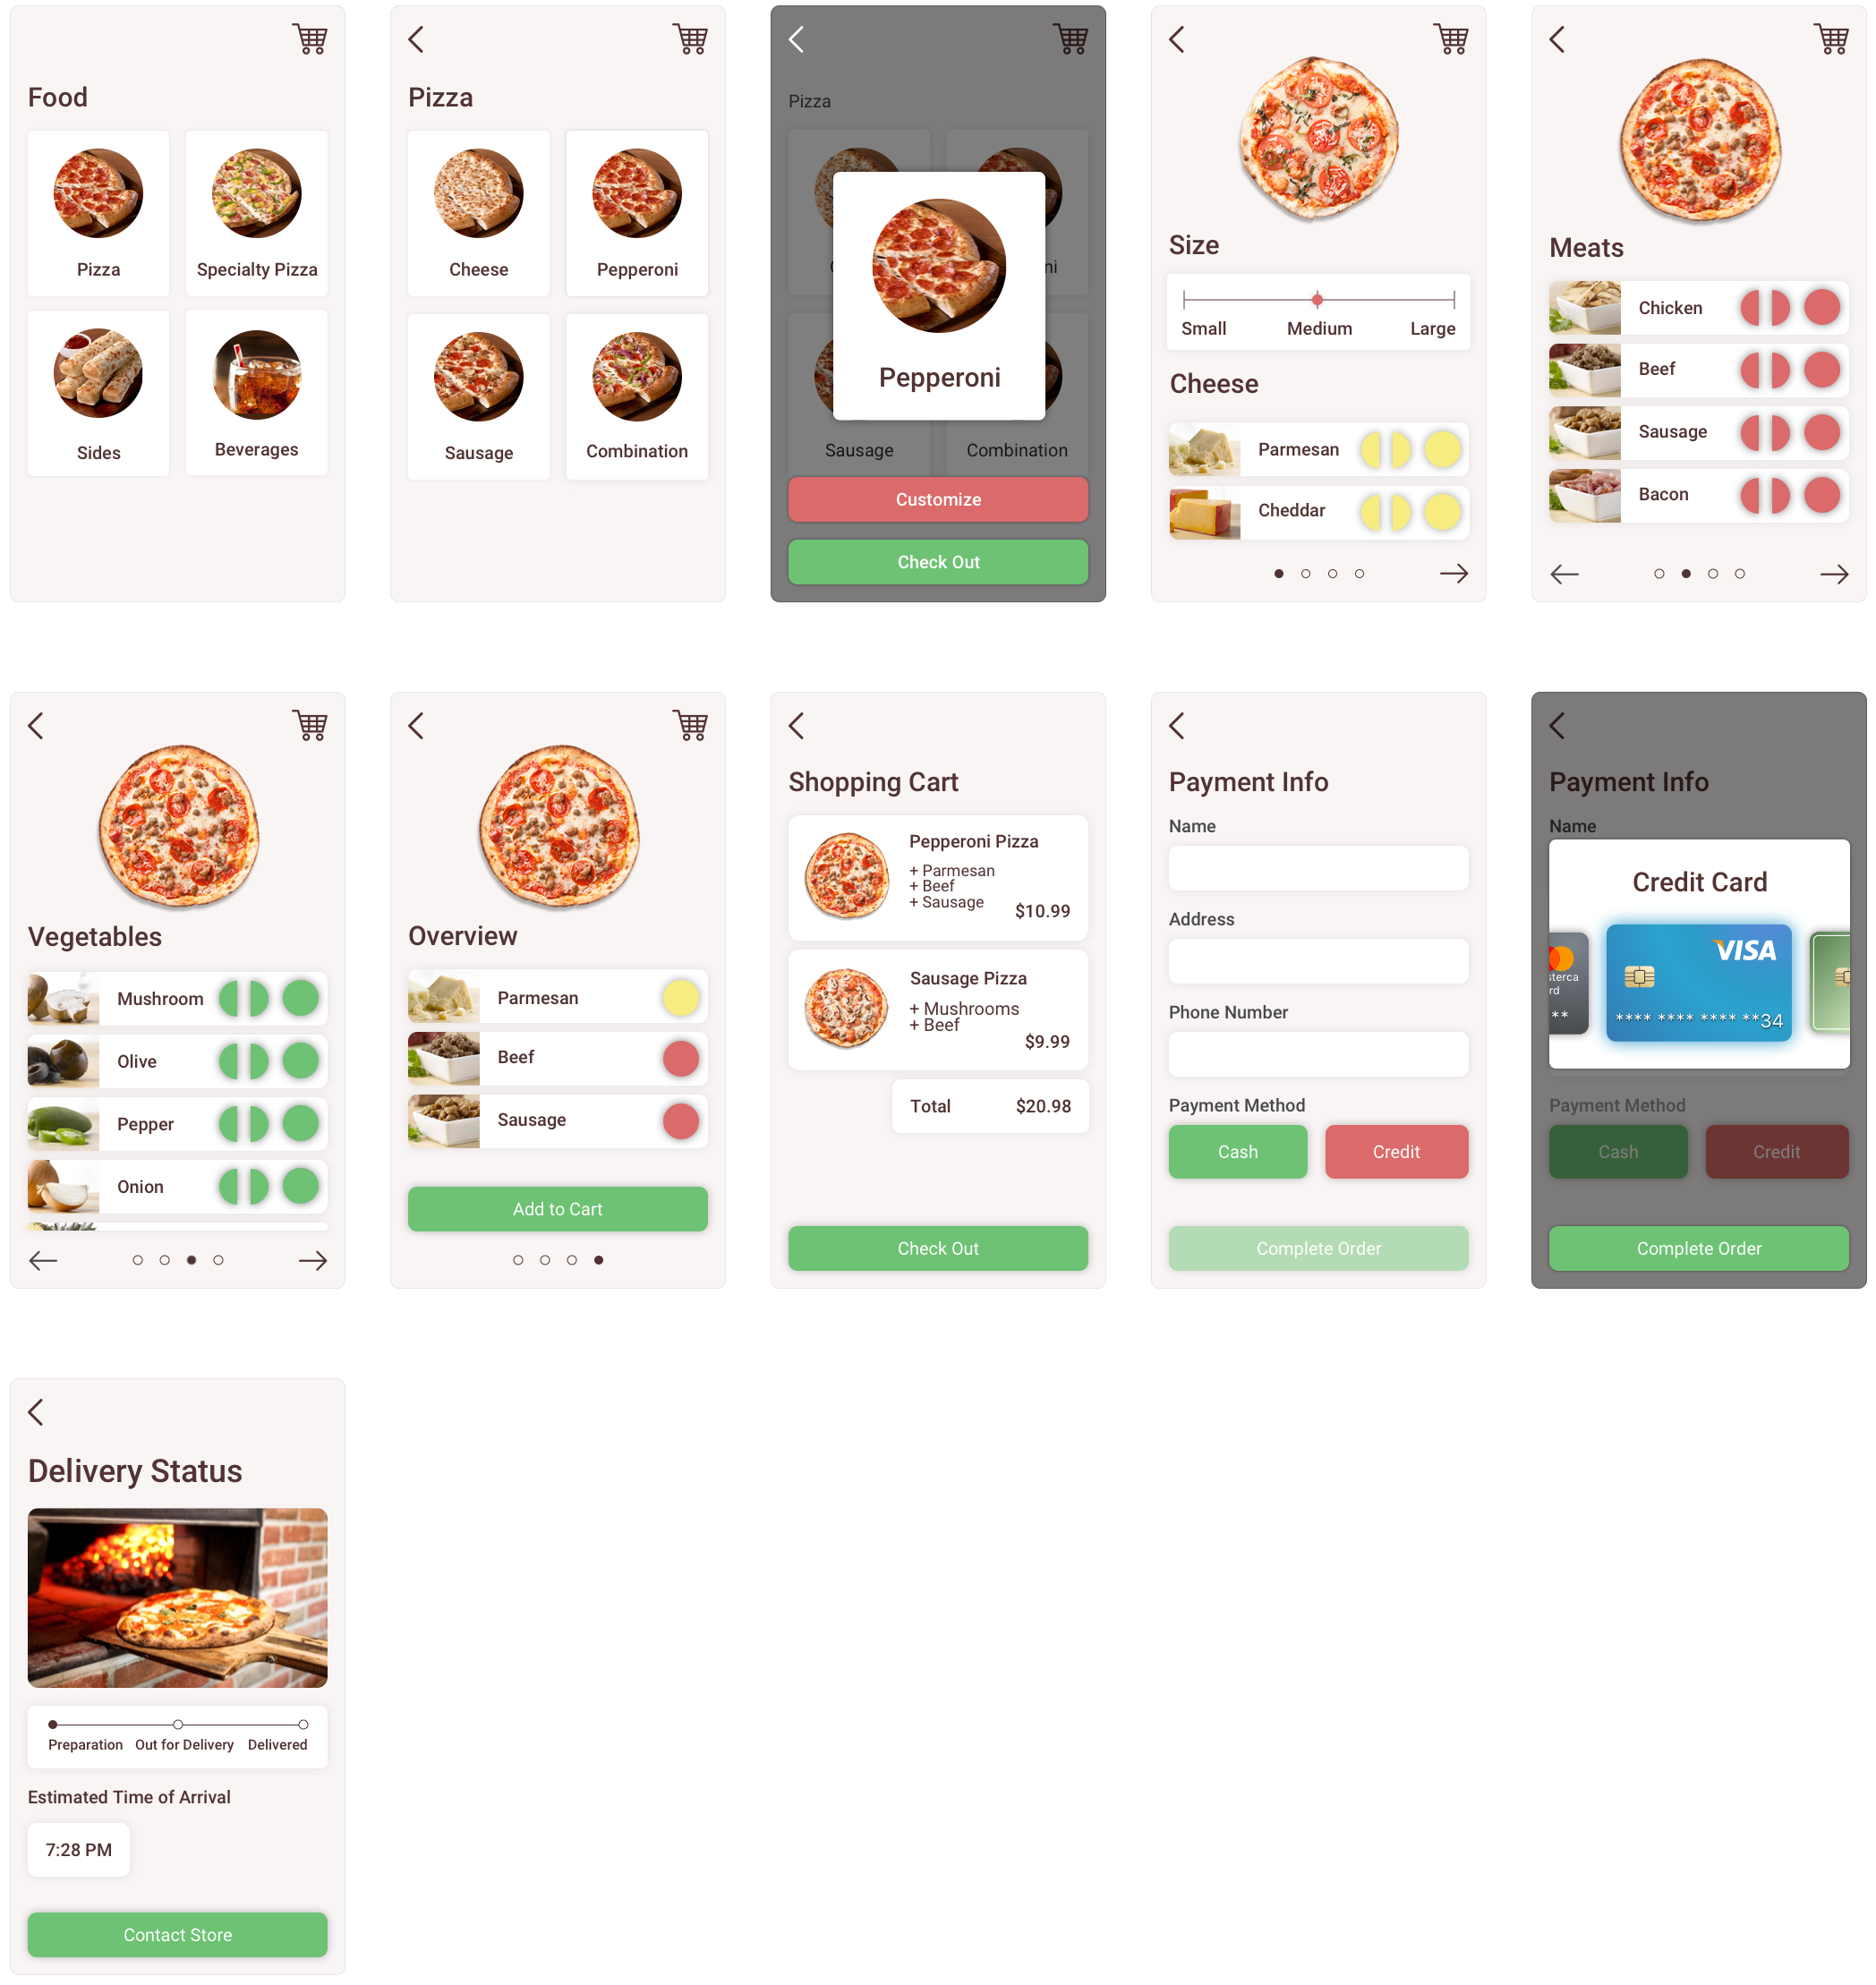 Food
Pizza
Specialty Pizza
Sides
Beverages
Pizza
Cheese
Pepperoni
Sausage
Combination
Pizza
ni
Pepperoni
Sausage
Combination
Customize
Check Out
Size
Small Medium Large
Cheese
Parmesan
Cheddar
Meats
Chicken
Beef
Sausage
Bacon
Vegetables
Mushroom
Olive
Pepper
Onion
Overview
Parmesan
Beef
Sausage
Add to Cart
Shopping Cart
Pepperoni Pizza
+ Parmesan
+ Beef
+ Sausage
$10.99
Sausage Pizza
+ Mushrooms
+ Beef
$9.99
Total $20.98
Check Out
Payment Info
Name
Address
Phone Number
Payment Method
Cash Credit
Complete Order
Payment Info
Name
Credit Card
VISA
sterca
rd
**
**** **** **** **34
Payment Method
Cash Credit
Complete Order
Delivery Status
Preparation Out for Delivery Delivered
Estimated Time of Arrival
7:28 PM
Contact Store